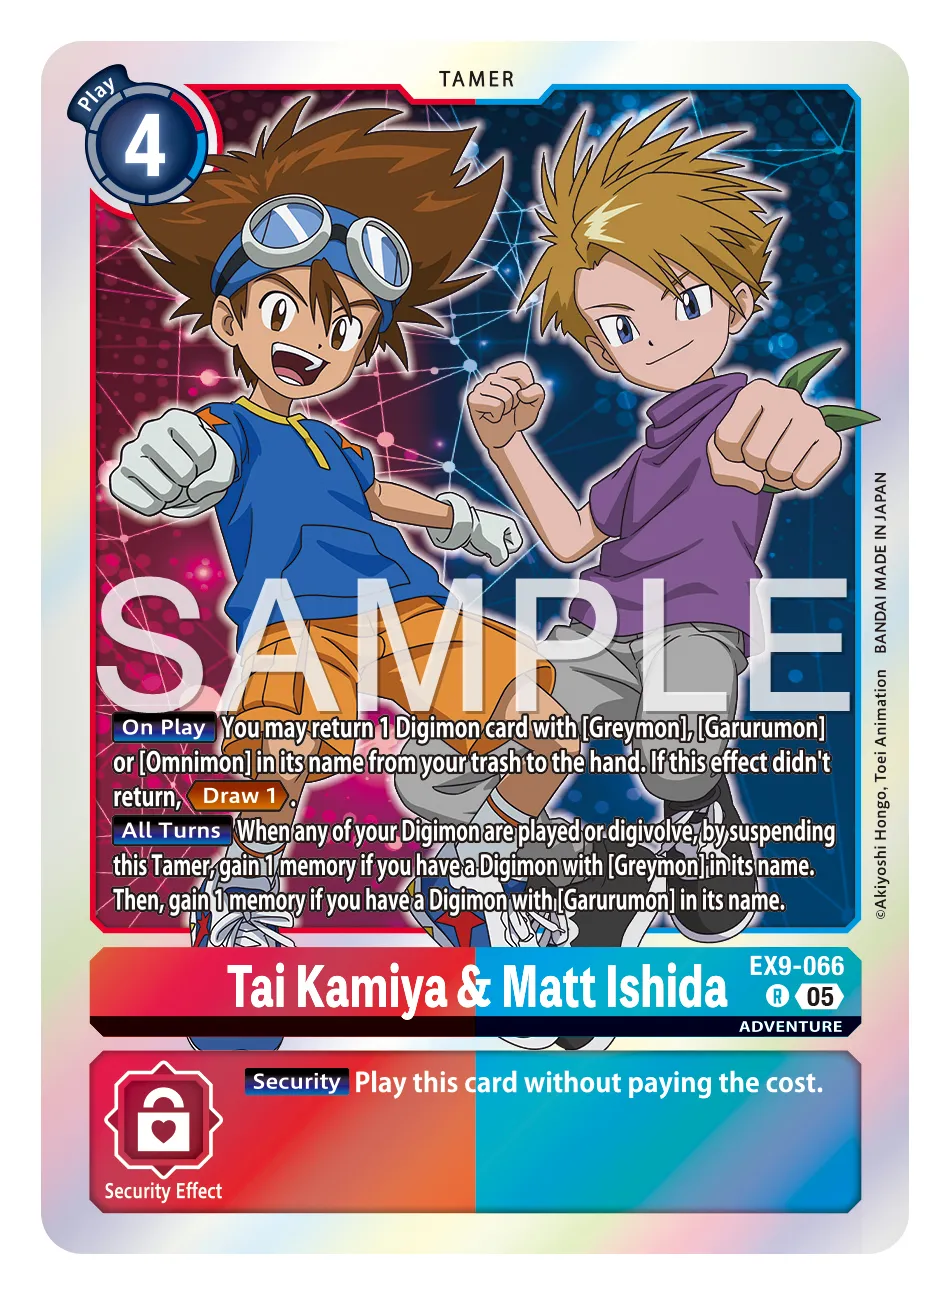 TAMER
Play
4
SAMPLE
On Play You may return 1 Digimon card with [Greymon], [Garurumon]
or [Omnimon] in its name from your trash to the hand. If this effect didn't
return, Draw 1.
All Turns When any of your Digimon are played or digivolve, by suspending
this Tamer, gain 1 memory if you have a Digimon with [Greymon] in its name.
Then, gain 1 memory if you have a Digimon with [Garurumon] in its name.
©Akiyoshi Hongo, Toei Animation BANDAI MADE IN JAPAN
Tai Kamiya & Matt Ishida
EX9-066
R 05
ADVENTURE
Security Play this card without paying the cost.
Security Effect